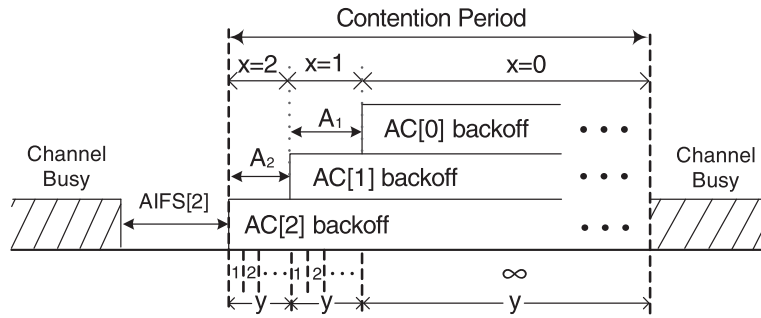 Contention Period
x=2 x=1 x=0
A₁ AC[0] backoff • • •
Channel Busy A₂ AC[1] backoff • • • Channel Busy
AIFS[2] AC[2] backoff • • •
1 2 • • • 1 2 • • • ∞
y y y